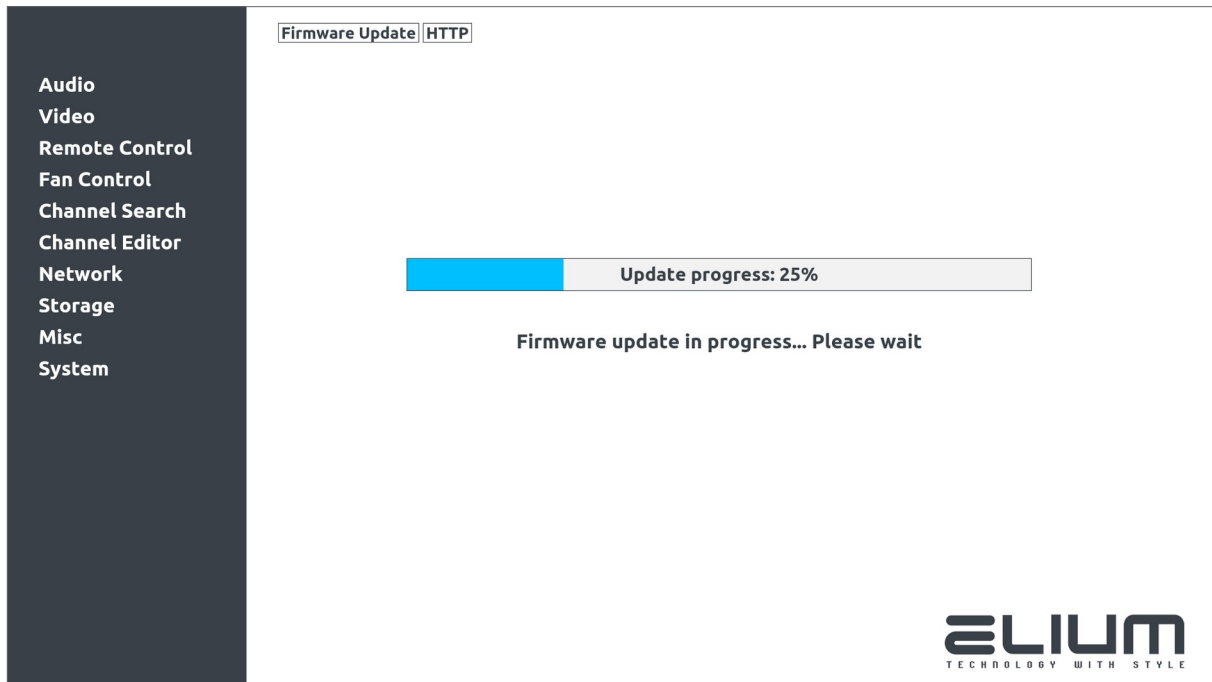 Firmware Update HTTP
Audio
Video
Remote Control
Fan Control
Channel Search
Channel Editor
Network
Storage
Misc
System
Update progress: 25%
Firmware update in progress... Please wait
ELIUM
TECHNOLOGY WITH STYLE